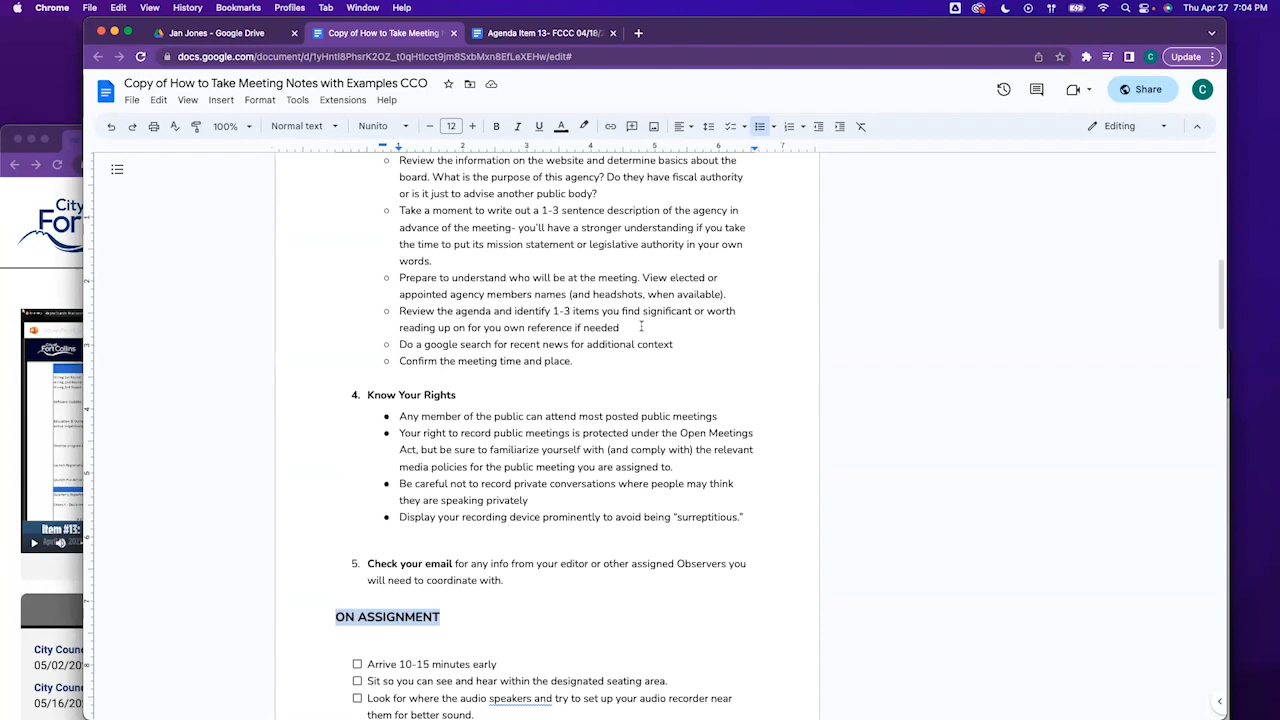 Chrome File Edit View History Bookmarks Profiles Tab Window Help Thu Apr 27 7:04 PM
Jan Jones – Google Drive Copy of How to Take Meeting Agenda Item 13- FCCC 04/18/
docs.google.com/document/d/1yHntl8PhsrK2OZ_t0qHtlcct9jm8SxbMxn8EfLeXEHw/edit# Update
Copy of How to Take Meeting Notes with Examples CCO Share C
File Edit View Insert Format Tools Extensions Help
100% Normal text Nunito 12 B I U A Editing
1 2 3 4 5 6 7
Review the information on the website and determine basics about the
board. What is the purpose of this agency? Do they have fiscal authority
or is it just to advise another public body?
Take a moment to write out a 1-3 sentence description of the agency in
advance of the meeting- you'll have a stronger understanding if you take
the time to put its mission statement or legislative authority in your own
words.
Prepare to understand who will be at the meeting. View elected or
appointed agency members names (and headshots, when available).
Review the agenda and identify 1-3 items you find significant or worth
reading up on for you own reference if needed
Do a google search for recent news for additional context
Confirm the meeting time and place.
4. Know Your Rights
Any member of the public can attend most posted public meetings
Your right to record public meetings is protected under the Open Meetings
Act, but be sure to familiarize yourself with (and comply with) the relevant
media policies for the public meeting you are assigned to.
Be careful not to record private conversations where people may think
they are speaking privately
Display your recording device prominently to avoid being “surreptitious.”
5. Check your email for any info from your editor or other assigned Observers you
will need to coordinate with.
ON ASSIGNMENT
Arrive 10-15 minutes early
Sit so you can see and hear within the designated seating area.
Look for where the audio speakers and try to set up your audio recorder near
them for better sound.
City
FORT
FORT COLLINS
Item #13:
City Counc
05/02/202
City Counc
05/16/202